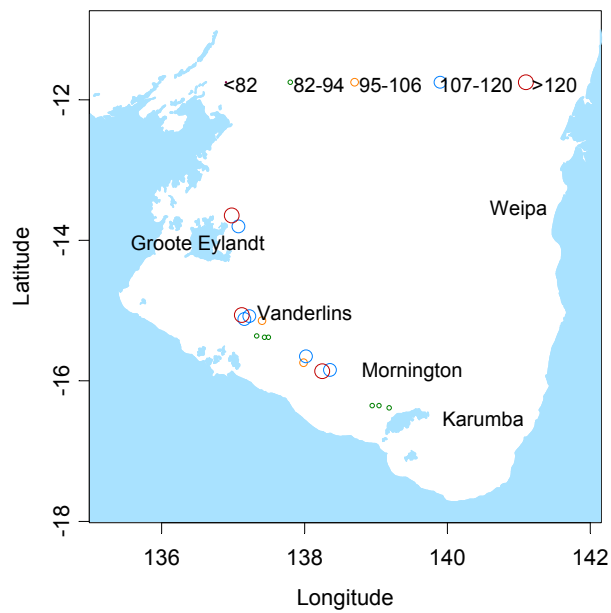 <82 82-94 95-106 107-120 >120
-12
Weipa
-14
Groote Eylandt
Latitude
Vanderlins
Mornington
-16
Karumba
-18
136 138 140 142
Longitude